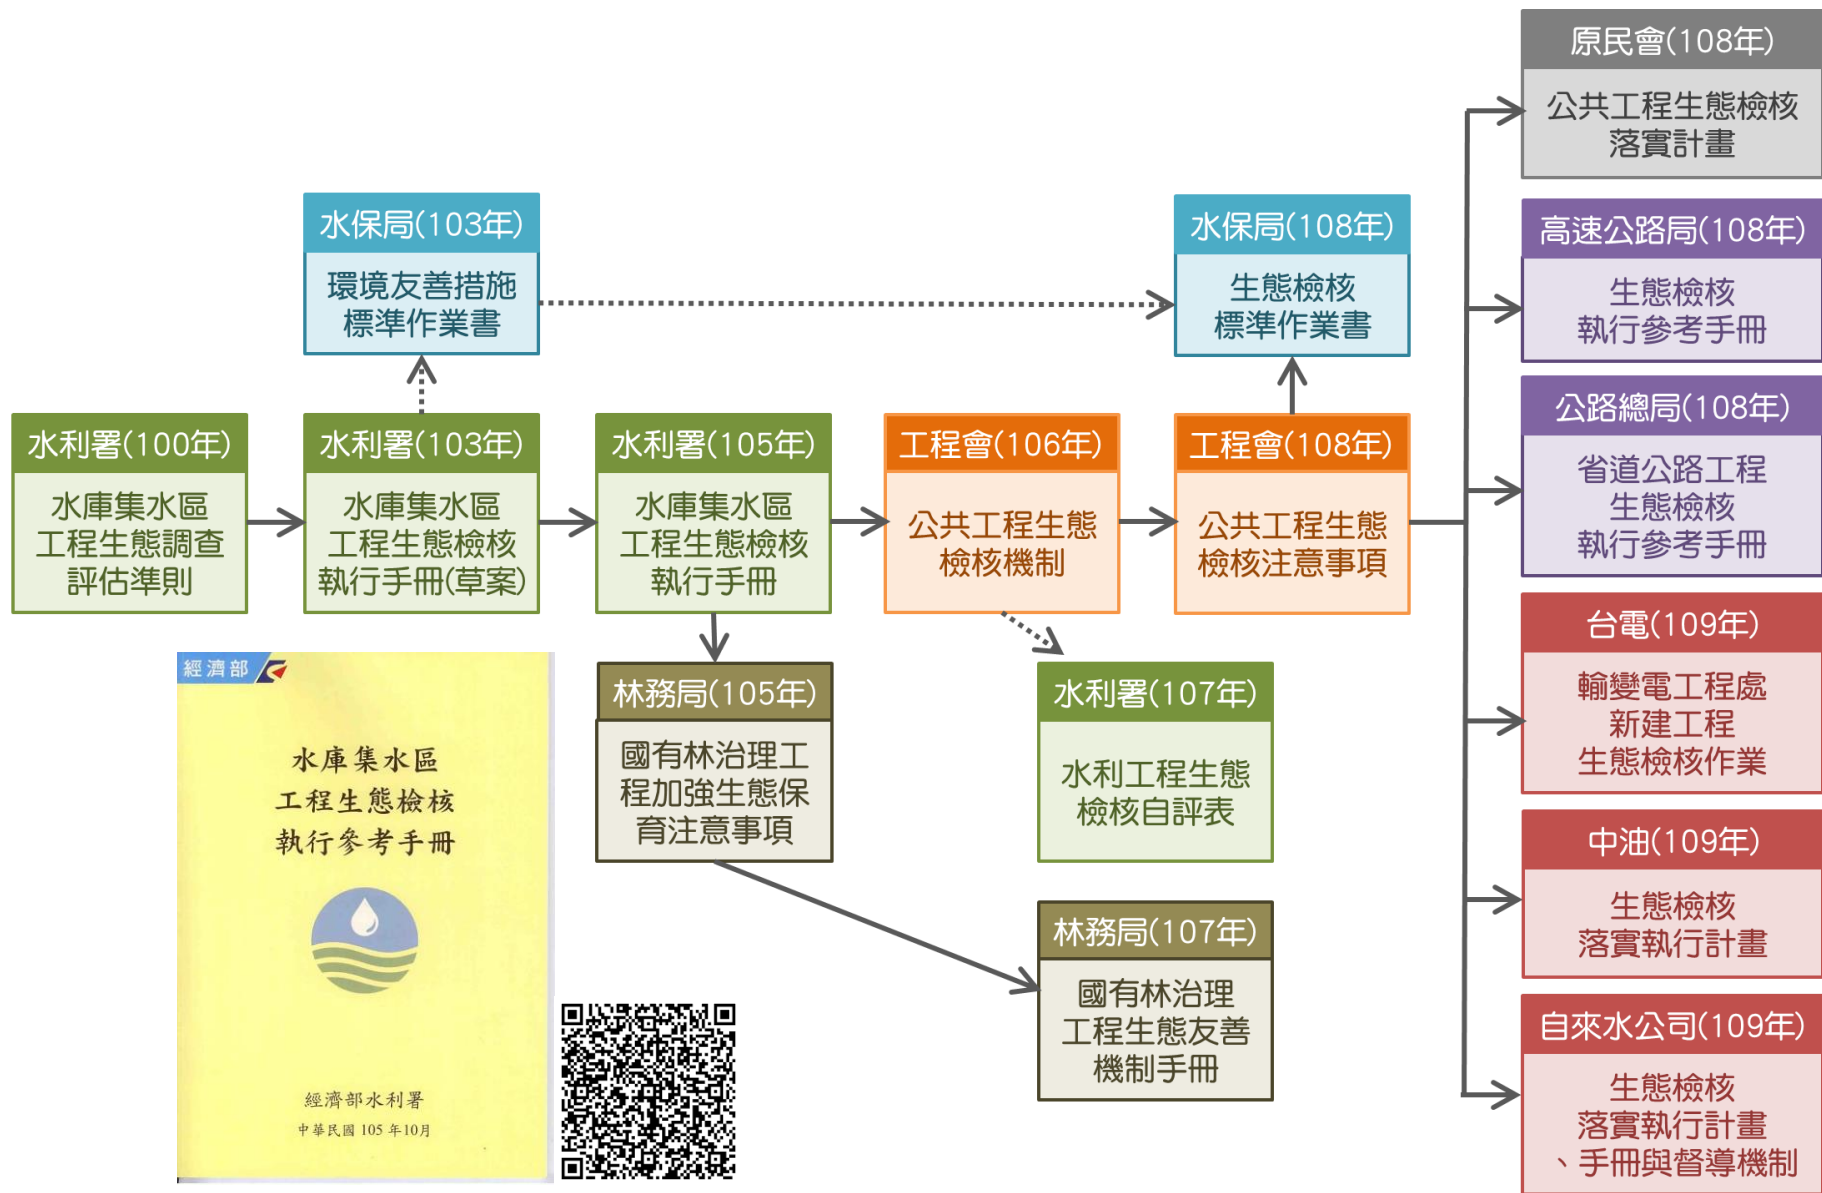 原民會(108年)
公共工程生態檢核
落實計畫
水保局(103年)
環境友善措施
標準作業書
水保局(108年)
生態檢核
標準作業書
高速公路局(108年)
生態檢核
執行參考手冊
公路總局(108年)
省道公路工程
生態檢核
執行參考手冊
水利署(100年)
水庫集水區
工程生態調查
評估準則
水利署(103年)
水庫集水區
工程生態檢核
執行手冊(草案)
水利署(105年)
水庫集水區
工程生態檢核
執行手冊
工程會(106年)
公共工程生態
檢核機制
工程會(108年)
公共工程生態
檢核注意事項
台電(109年)
輸變電工程處
新建工程
生態檢核作業
林務局(105年)
國有林治理工
程加強生態保
育注意事項
水利署(107年)
水利工程生態
檢核自評表
中油(109年)
生態檢核
落實執行計畫
林務局(107年)
國有林治理
工程生態友善
機制手冊
自來水公司(109年)
生態檢核
落實執行計畫
、手冊與督導機制
經濟部
水庫集水區
工程生態檢核
執行參考手冊
經濟部水利署
中華民國 105 年10月